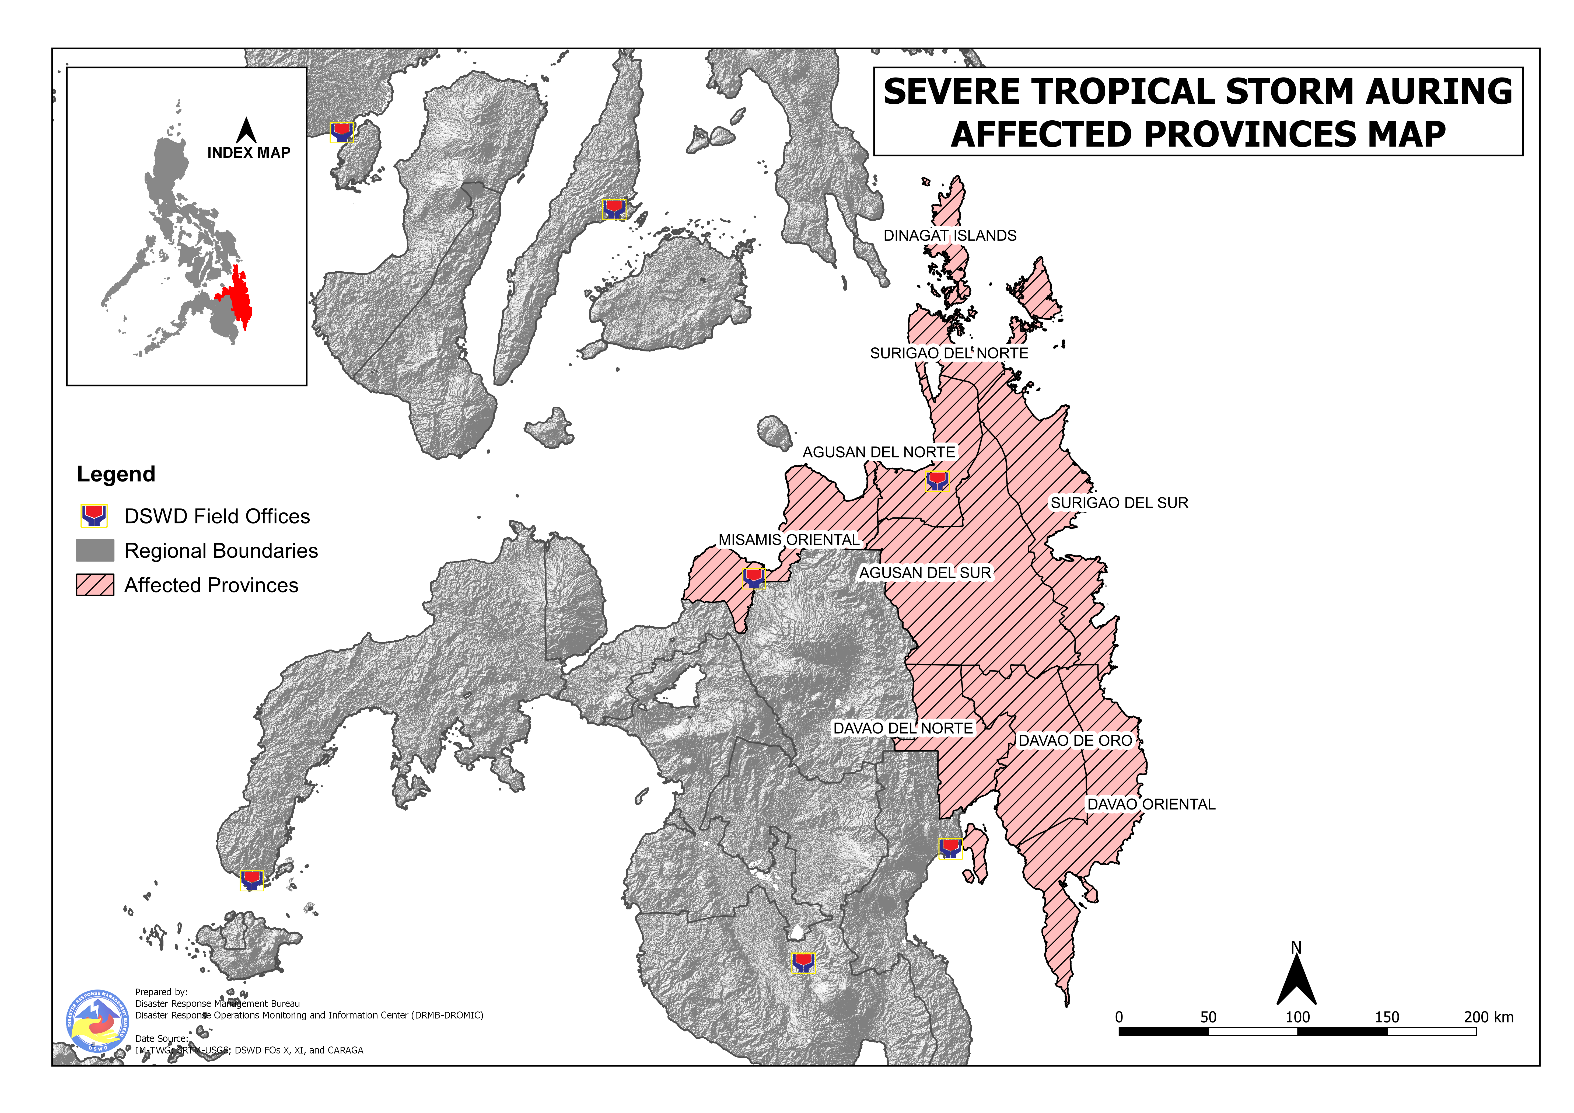 SEVERE TROPICAL STORM AURING
AFFECTED PROVINCES MAP
INDEX MAP
DINAGAT ISLANDS
SURIGAO DEL NORTE
AGUSAN DEL NORTE
SURIGAO DEL SUR
MISAMIS ORIENTAL
AGUSAN DEL SUR
DAVAO DEL NORTE
DAVAO DE ORO
DAVAO ORIENTAL
Legend
DSWD Field Offices
Regional Boundaries
Affected Provinces
Prepared by:
Disaster Response Management Bureau
Disaster Response Operations Monitoring and Information Center (DRMB-DROMIC)
Date Source:
DSWD FOs X, XI, and CARAGA
DSWD
N
0 50 100 150 200 km